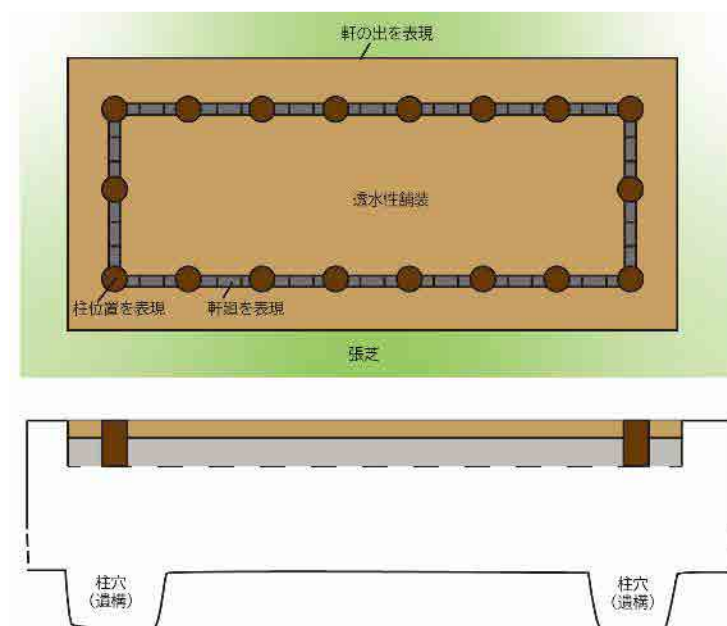 軒の出を表現
透水性舗装
柱位置を表現
軒廻を表現
張芝
柱穴
(遺構)
柱穴
(遺構)